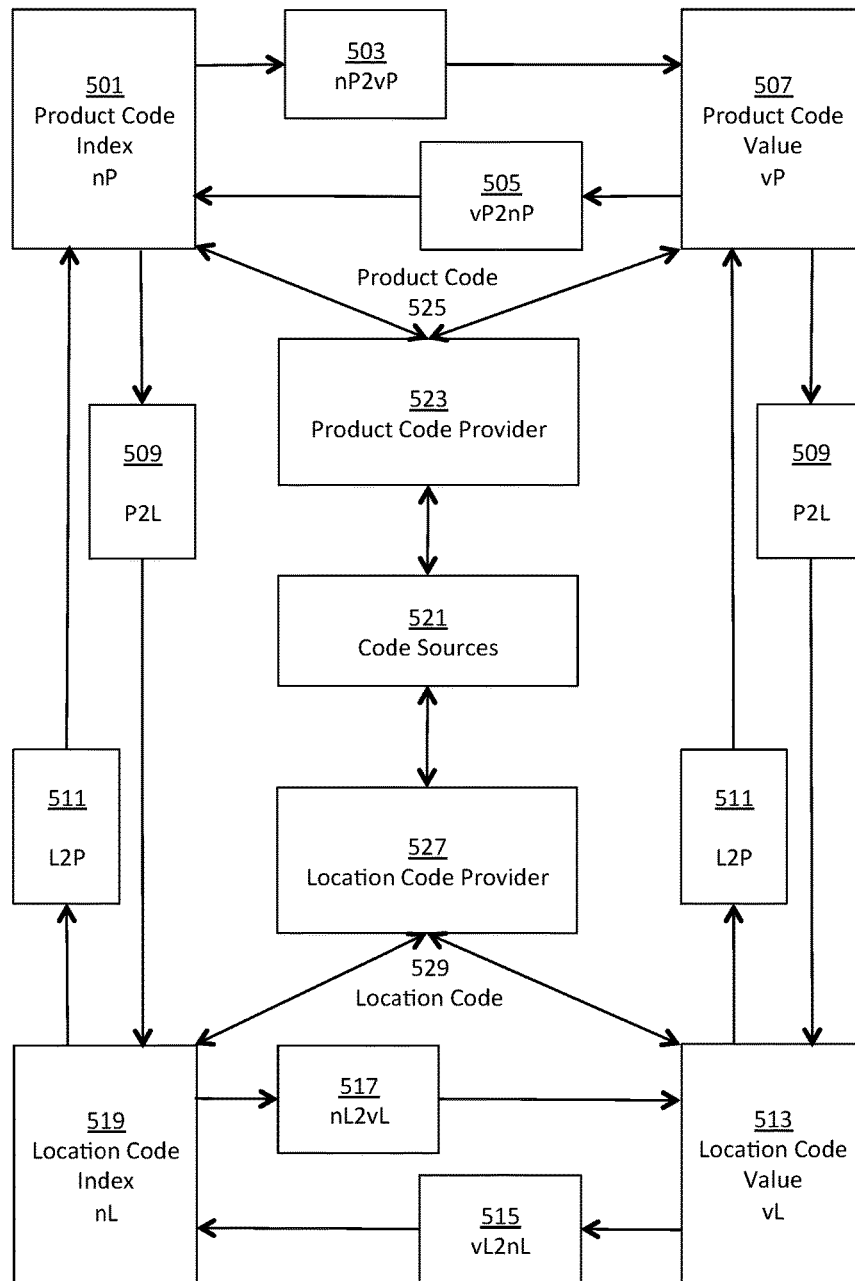 503
nP2vP
501
Product Code
Index
nP
507
Product Code
Value
vP
505
vP2nP
Product Code
525
523
Product Code Provider
509
P2L
509
P2L
521
Code Sources
511
L2P
511
L2P
527
Location Code Provider
529
Location Code
517
nL2vL
519
Location Code
Index
nL
513
Location Code
Value
vL
515
vL2nL